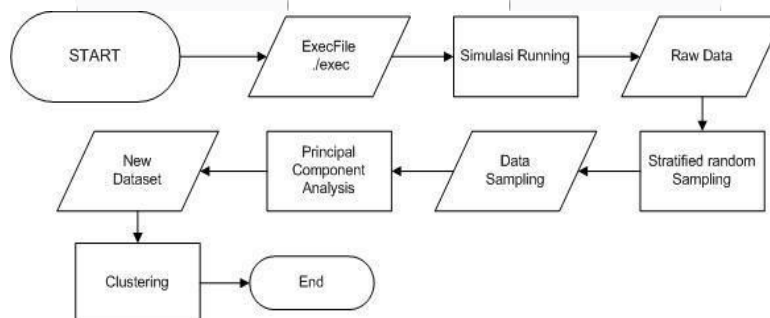 START
ExecFile
./exec
Simulasi Running
Raw Data
Stratified random
Sampling
Data
Sampling
Principal
Component
Analysis
New
Dataset
Clustering
End